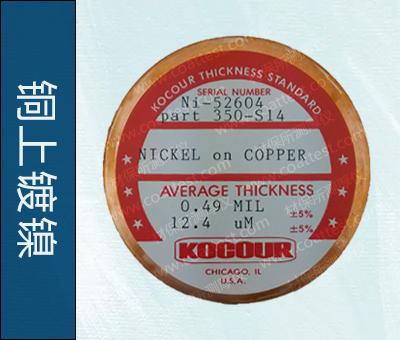 铜上镀镍
KOCOUR THICKNESS STANDARD
SERIAL NUMBER
Ni-52604
part 350-S14
NICKEL on COPPER
AVERAGE THICKNESS
0.49 MIL ±5%
12.4 uM ±5%
KOCOUR
CHICAGO, IL
U.S.A.